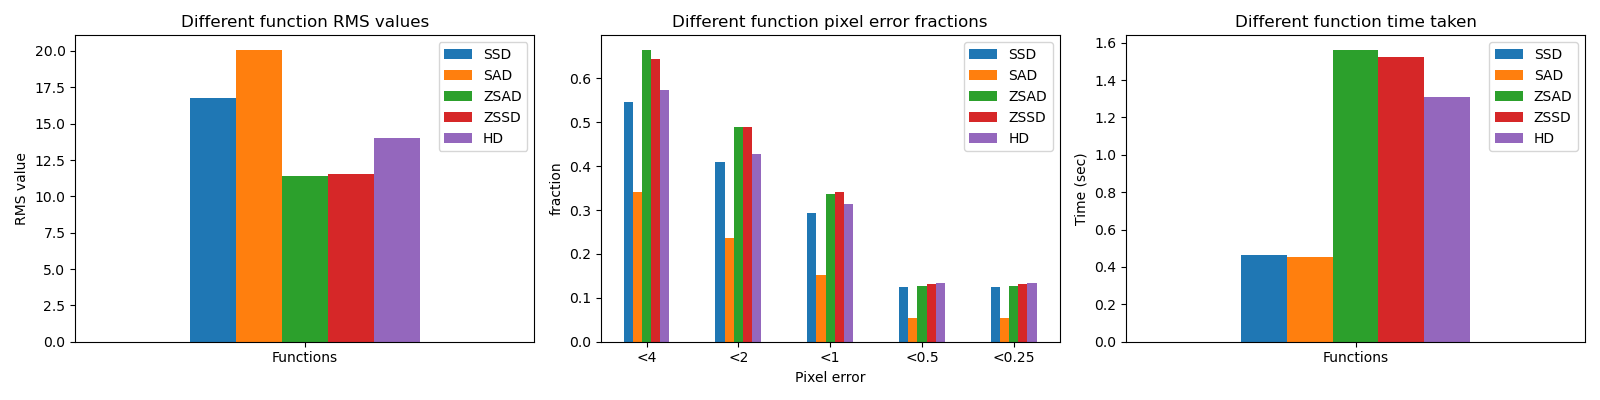 Different function RMS values
RMS value
20.0
17.5
15.0
12.5
10.0
7.5
5.0
2.5
0.0
Functions
SSD
SAD
ZSAD
ZSSD
HD
Different function pixel error fractions
fraction
0.6
0.5
0.4
0.3
0.2
0.1
0.0
<4 <2 <1 <0.5 <0.25
Pixel error
SSD
SAD
ZSAD
ZSSD
HD
Different function time taken
Time (sec)
1.6
1.4
1.2
1.0
0.8
0.6
0.4
0.2
0.0
Functions
SSD
SAD
ZSAD
ZSSD
HD